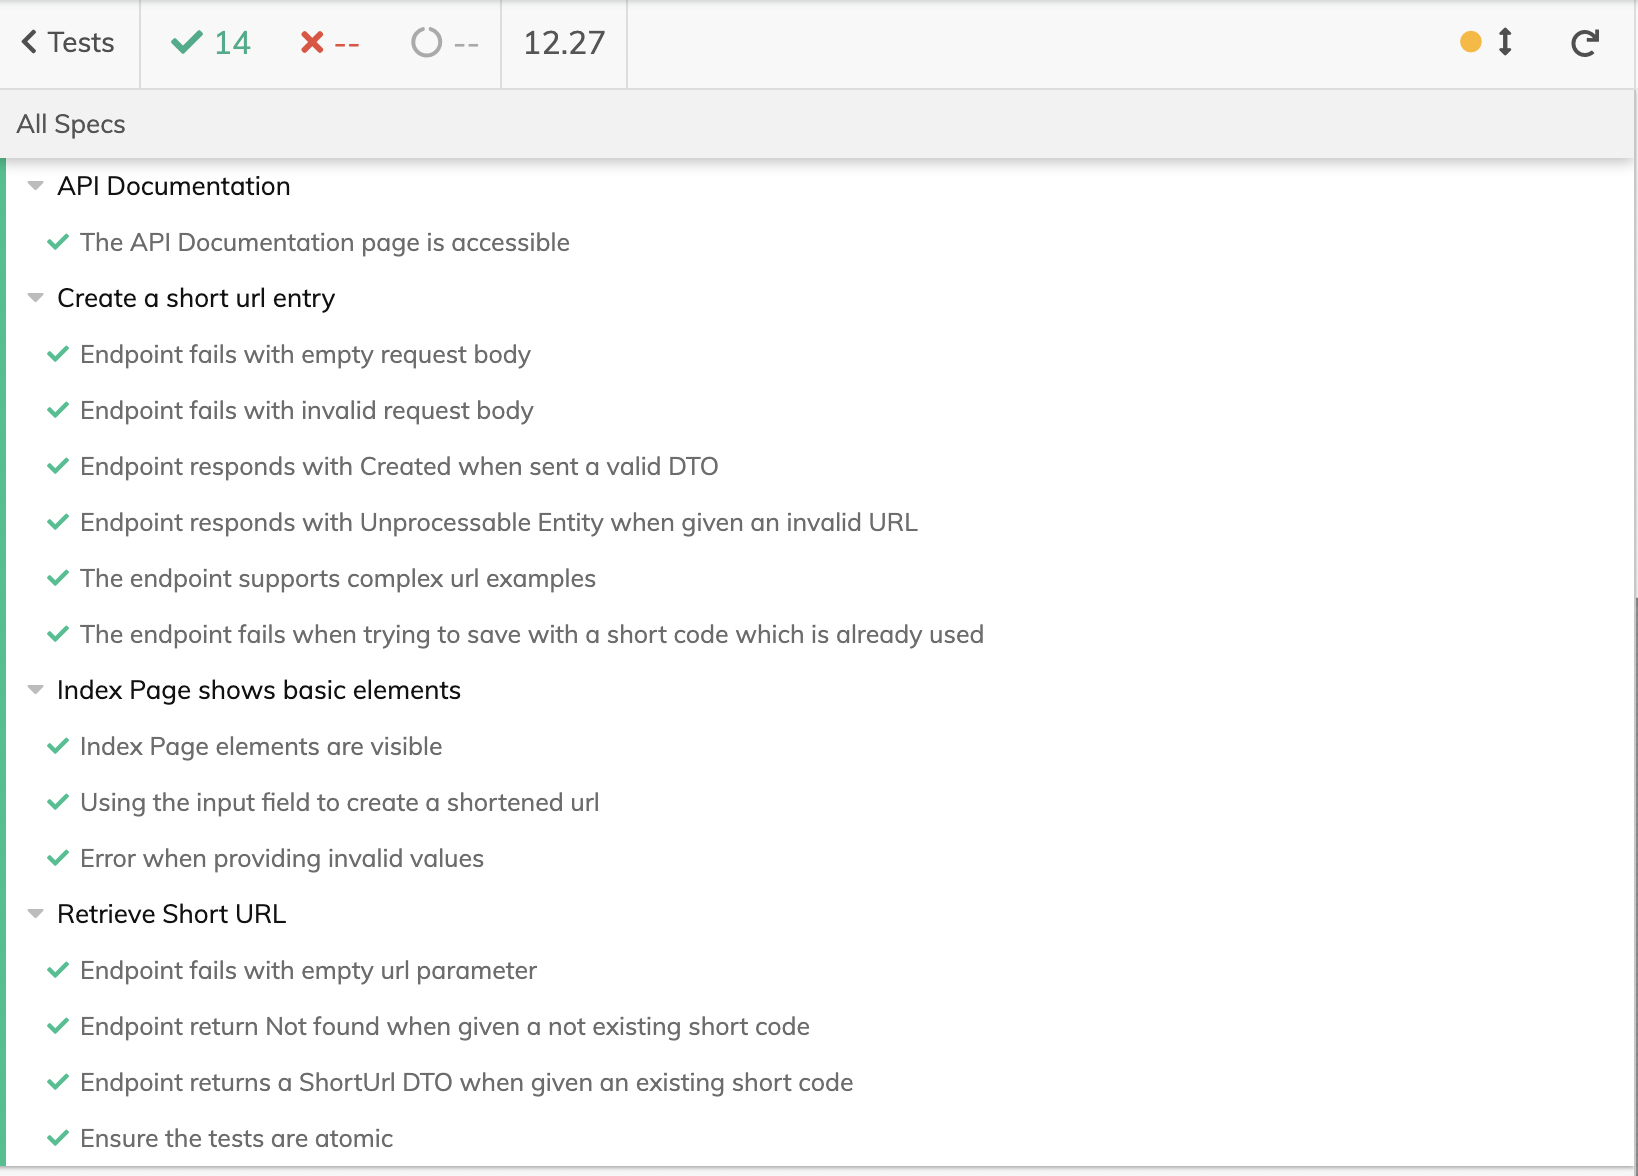 Tests 14 -- -- 12.27
All Specs
API Documentation
The API Documentation page is accessible
Create a short url entry
Endpoint fails with empty request body
Endpoint fails with invalid request body
Endpoint responds with Created when sent a valid DTO
Endpoint responds with Unprocessable Entity when given an invalid URL
The endpoint supports complex url examples
The endpoint fails when trying to save with a short code which is already used
Index Page shows basic elements
Index Page elements are visible
Using the input field to create a shortened url
Error when providing invalid values
Retrieve Short URL
Endpoint fails with empty url parameter
Endpoint return Not found when given a not existing short code
Endpoint returns a ShortUrl DTO when given an existing short code
Ensure the tests are atomic